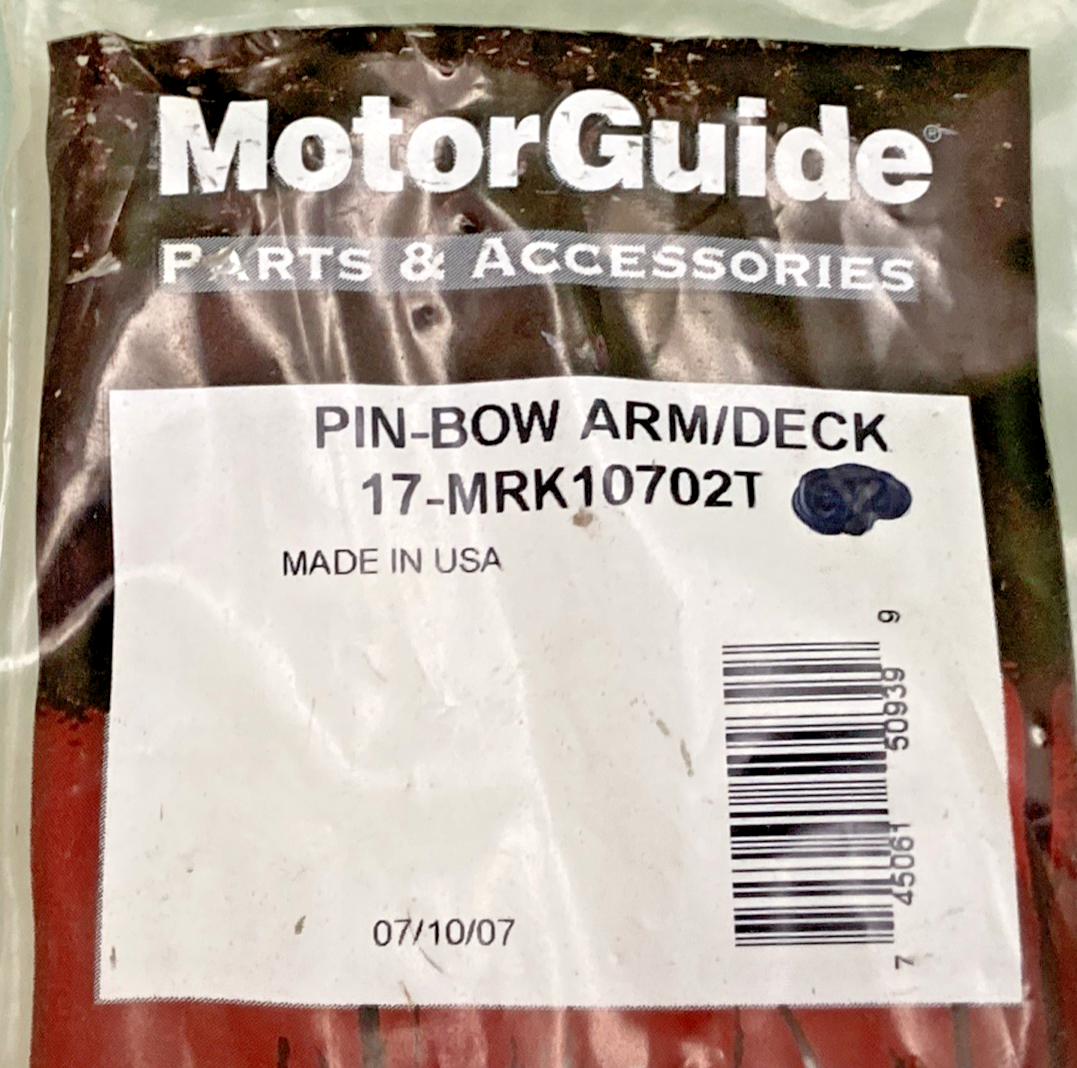 MotorGuide®
PARTS & ACCESSORIES
PIN-BOW ARM/DECK
17-MRK10702T
MADE IN USA
7 45061 50939 9
07/10/07